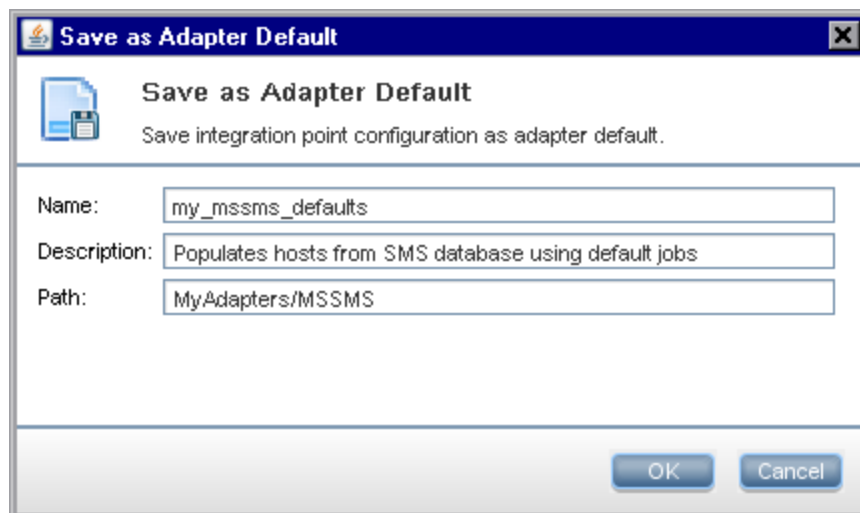 Save as Adapter Default
Save as Adapter Default
Save integration point configuration as adapter default.
Name: my_mssms_defaults
Description: Populates hosts from SMS database using default jobs
Path: MyAdapters/MSSMS
OK Cancel